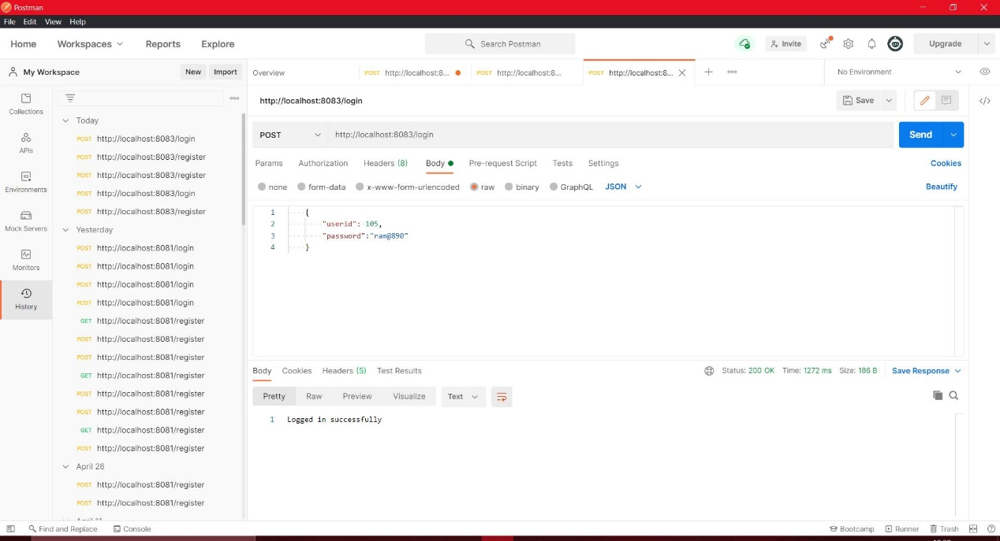 Postman
File Edit View Help
Home Workspaces Reports Explore Search Postman Invite Upgrade
My Workspace New Import
Overview POST http://localhost:8... POST http://localhost:8... POST http://localhost:8... No Environment
Collections
APIs
Environments
Mock Servers
Monitors
History
Today
POST http://localhost:8083/login
POST http://localhost:8083/register
POST http://localhost:8083/register
POST http://localhost:8083/login
POST http://localhost:8083/register
Yesterday
POST http://localhost:8081/login
POST http://localhost:8081/login
POST http://localhost:8081/login
POST http://localhost:8081/login
GET http://localhost:8081/register
POST http://localhost:8081/register
POST http://localhost:8081/register
GET http://localhost:8081/register
POST http://localhost:8081/register
POST http://localhost:8081/register
GET http://localhost:8081/register
POST http://localhost:8081/register
April 26
POST http://localhost:8081/register
POST http://localhost:8081/register
http://localhost:8083/login Save
POST http://localhost:8083/login Send
Params Authorization Headers (8) Body Pre-request Script Tests Settings Cookies
none form-data x-www-form-urlencoded raw binary GraphQL JSON Beautify
1 {
2 "userid": 105,
3 "password":"ram@890"
4 }
Body Cookies Headers (5) Test Results Status: 200 OK Time: 1272 ms Size: 186 B Save Response
Pretty Raw Preview Visualize Text
1 Logged in successfully
Find and Replace Console Bootcamp Runner Trash